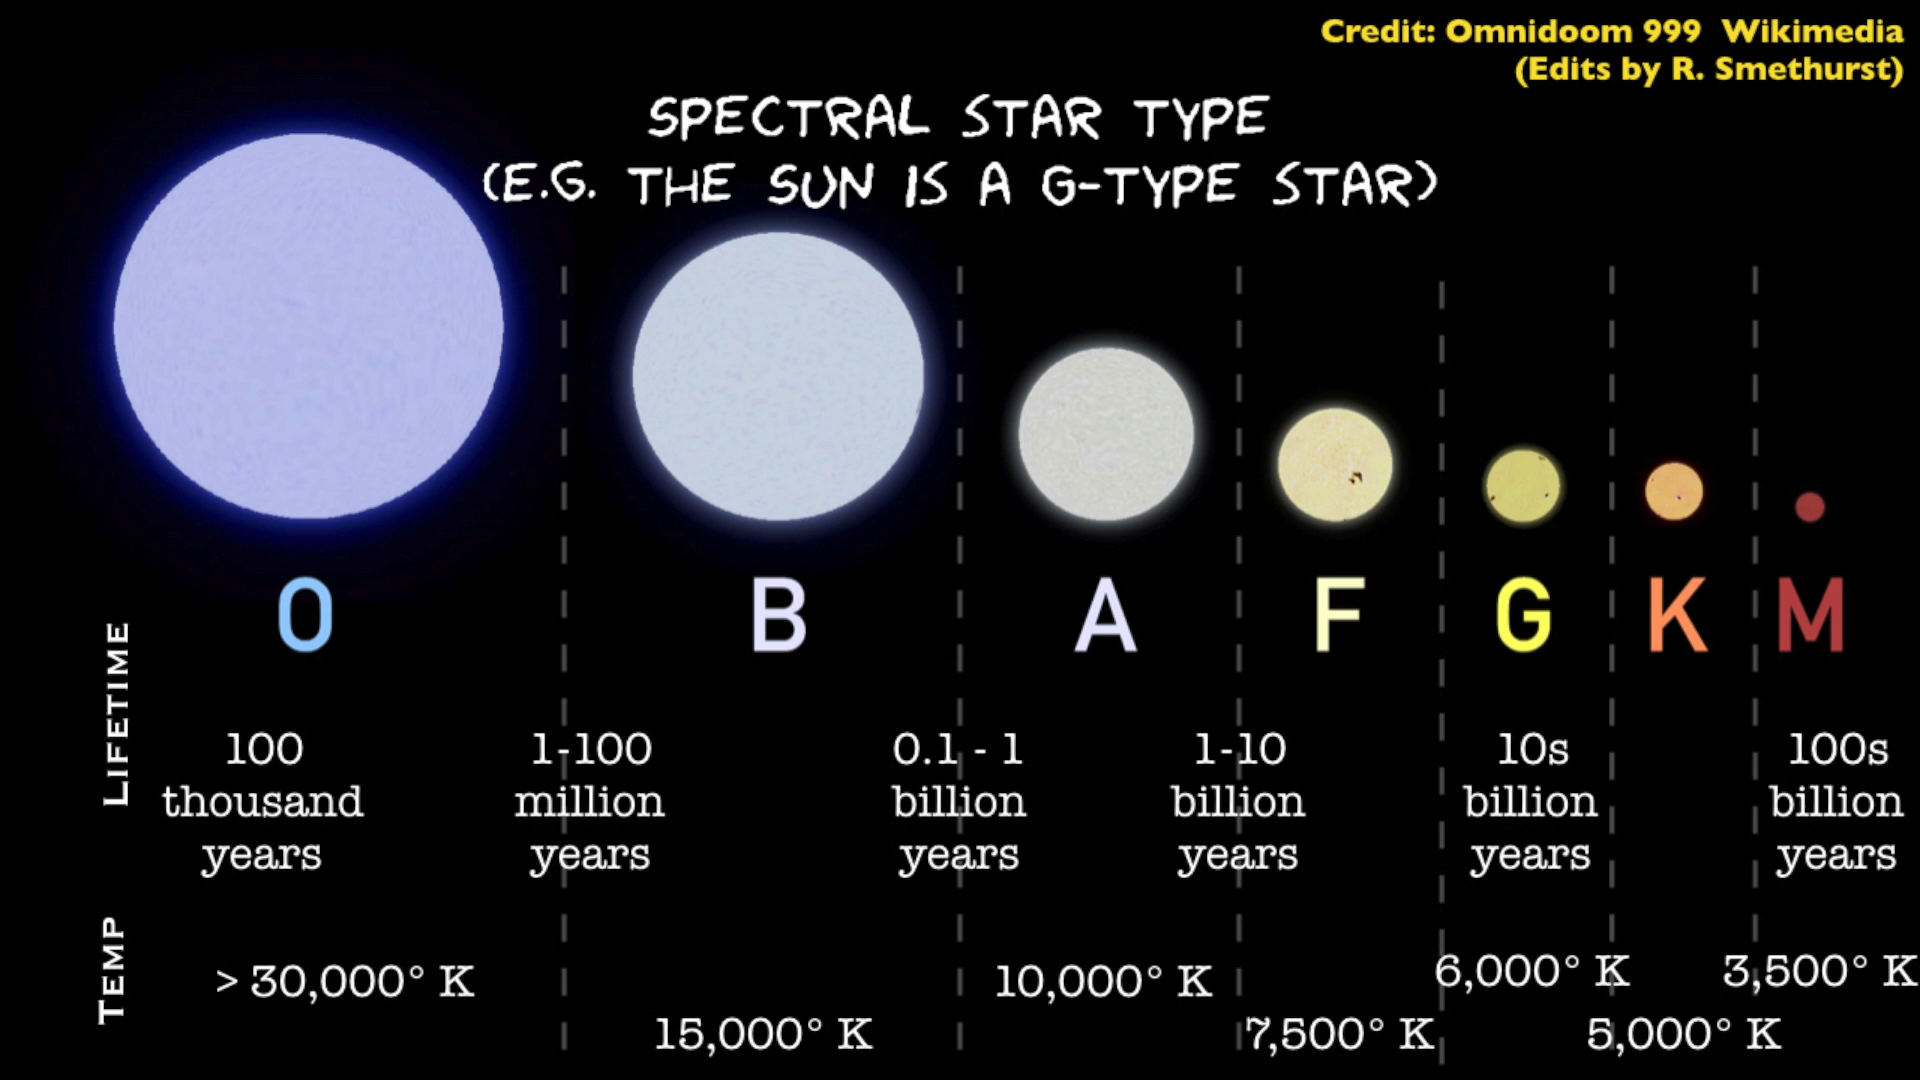 Credit: Omnidoom 999 Wikimedia
(Edits by R. Smethurst)
SPECTRAL STAR TYPE
(E.G. THE SUN IS A G-TYPE STAR)
O B A F G K M
LIFETIME
100 thousand years
1-100 million years
0.1 - 1 billion years
1-10 billion years
10s billion years
100s billion years
TEMP
> 30,000° K
15,000° K
10,000° K
7,500° K
6,000° K
5,000° K
3,500° K